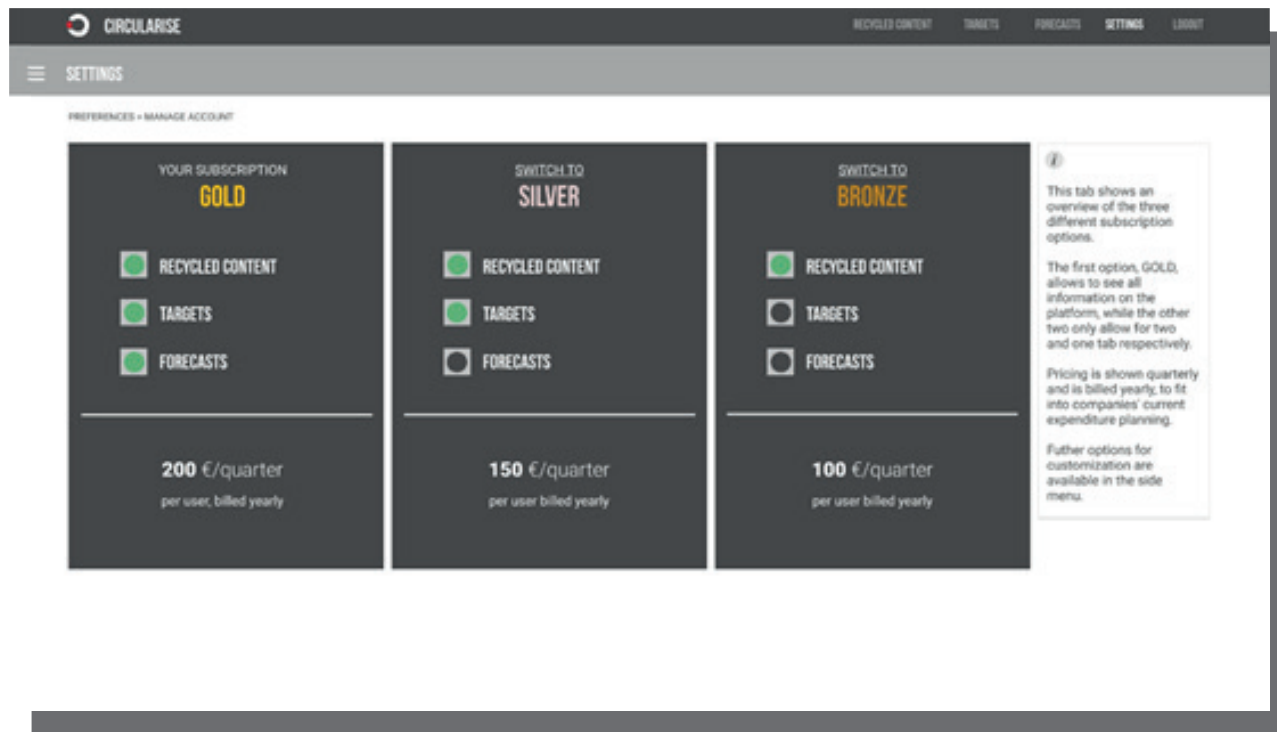 CIRCULARISE
RECYCLED CONTENT TARGETS FORECASTS SETTINGS LOGOUT
SETTINGS
PREFERENCES > MANAGE ACCOUNT
YOUR SUBSCRIPTION
GOLD
RECYCLED CONTENT
TARGETS
FORECASTS
200 €/quarter
per user, billed yearly
SWITCH TO
SILVER
RECYCLED CONTENT
TARGETS
FORECASTS
150 €/quarter
per user billed yearly
SWITCH TO
BRONZE
RECYCLED CONTENT
TARGETS
FORECASTS
100 €/quarter
per user billed yearly
i
This tab shows an
overview of the three
different subscription
options.
The first option, GOLD,
allows to see all
information on the
platform, while the other
two only allow for two
and one tab respectively.
Pricing is shown quarterly
and is billed yearly, to fit
into companies' current
expenditure planning.
Futher options for
customization are
available in the side
menu.